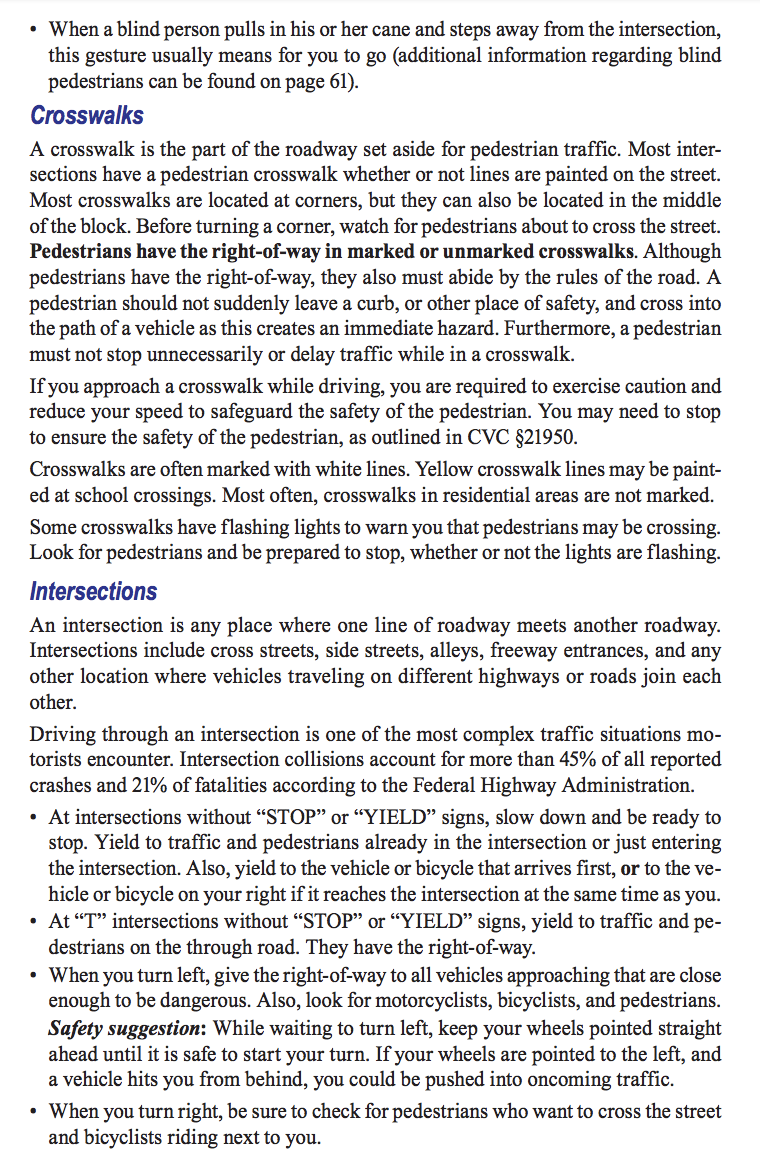 • When a blind person pulls in his or her cane and steps away from the intersection,
this gesture usually means for you to go (additional information regarding blind
pedestrians can be found on page 61).
Crosswalks
A crosswalk is the part of the roadway set aside for pedestrian traffic. Most inter-
sections have a pedestrian crosswalk whether or not lines are painted on the street.
Most crosswalks are located at corners, but they can also be located in the middle
of the block. Before turning a corner, watch for pedestrians about to cross the street.
Pedestrians have the right-of-way in marked or unmarked crosswalks. Although
pedestrians have the right-of-way, they also must abide by the rules of the road. A
pedestrian should not suddenly leave a curb, or other place of safety, and cross into
the path of a vehicle as this creates an immediate hazard. Furthermore, a pedestrian
must not stop unnecessarily or delay traffic while in a crosswalk.
If you approach a crosswalk while driving, you are required to exercise caution and
reduce your speed to safeguard the safety of the pedestrian. You may need to stop
to ensure the safety of the pedestrian, as outlined in CVC §21950.
Crosswalks are often marked with white lines. Yellow crosswalk lines may be paint-
ed at school crossings. Most often, crosswalks in residential areas are not marked.
Some crosswalks have flashing lights to warn you that pedestrians may be crossing.
Look for pedestrians and be prepared to stop, whether or not the lights are flashing.
Intersections
An intersection is any place where one line of roadway meets another roadway.
Intersections include cross streets, side streets, alleys, freeway entrances, and any
other location where vehicles traveling on different highways or roads join each
other.
Driving through an intersection is one of the most complex traffic situations mo-
torists encounter. Intersection collisions account for more than 45% of all reported
crashes and 21% of fatalities according to the Federal Highway Administration.
• At intersections without “STOP” or “YIELD” signs, slow down and be ready to
stop. Yield to traffic and pedestrians already in the intersection or just entering
the intersection. Also, yield to the vehicle or bicycle that arrives first, or to the ve-
hicle or bicycle on your right if it reaches the intersection at the same time as you.
• At “T” intersections without “STOP” or “YIELD” signs, yield to traffic and pe-
destrians on the through road. They have the right-of-way.
• When you turn left, give the right-of-way to all vehicles approaching that are close
enough to be dangerous. Also, look for motorcyclists, bicyclists, and pedestrians.
Safety suggestion: While waiting to turn left, keep your wheels pointed straight
ahead until it is safe to start your turn. If your wheels are pointed to the left, and
a vehicle hits you from behind, you could be pushed into oncoming traffic.
• When you turn right, be sure to check for pedestrians who want to cross the street
and bicyclists riding next to you.